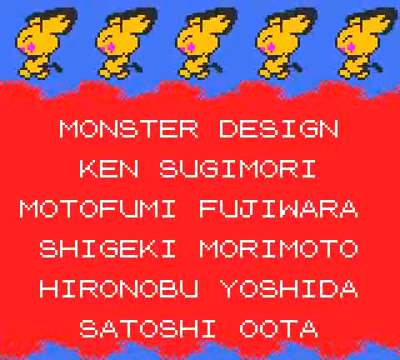 MONSTER DESIGN
KEN SUGIMORI
MOTOFUMI FUJIWARA
SHIGEKI MORIMOTO
HIRONOBU YOSHIDA
SATOSHI OOTA